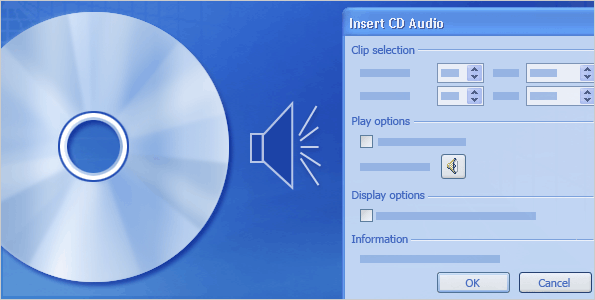 Insert CD Audio
Clip selection
Play options
Display options
Information
OK
Cancel